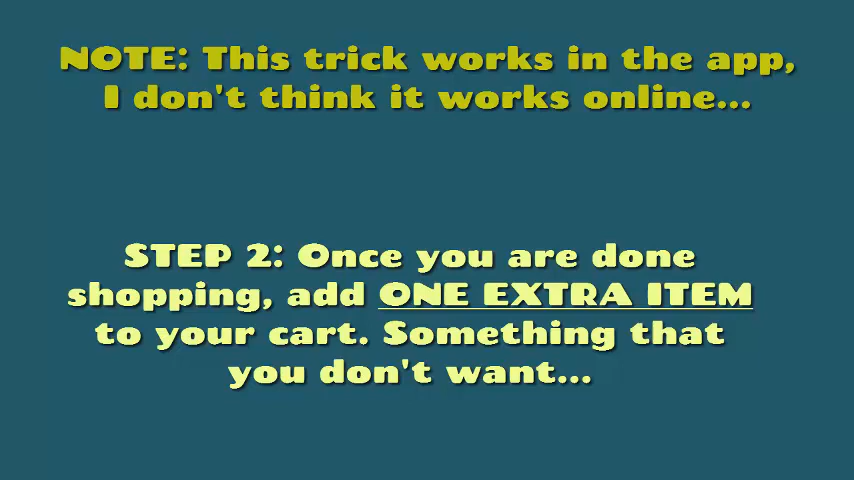 NOTE: This trick works in the app,
I don't think it works online...
STEP 2: Once you are done
shopping, add ONE EXTRA ITEM
to your cart. Something that
you don't want...